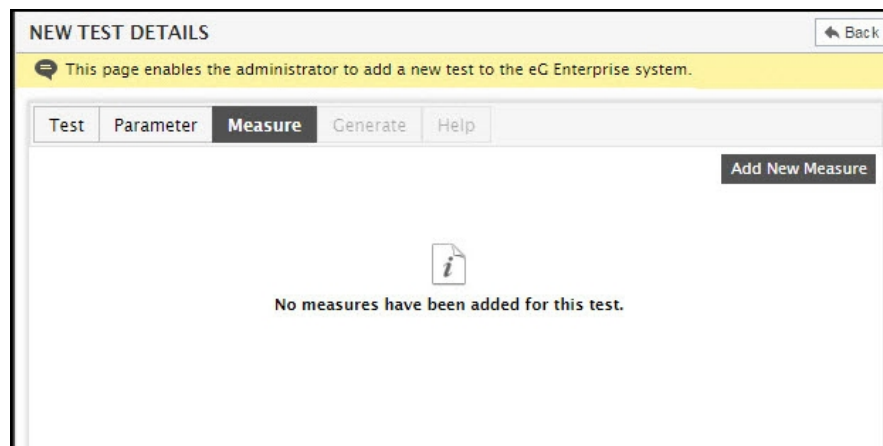 NEW TEST DETAILS
Back
This page enables the administrator to add a new test to the eG Enterprise system.
Test Parameter Measure Generate Help
Add New Measure
i
No measures have been added for this test.